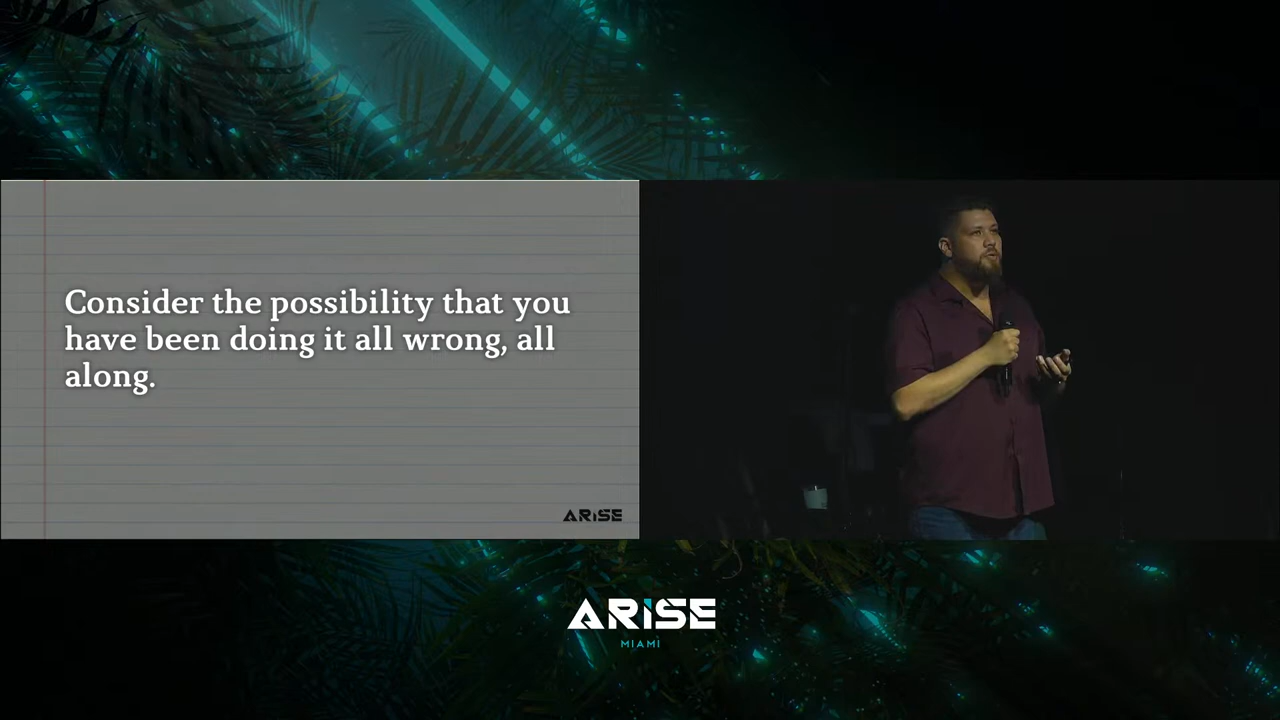 Consider the possibility that you
have been doing it all wrong, all
along.
ARISE
ARISE
MIAMI